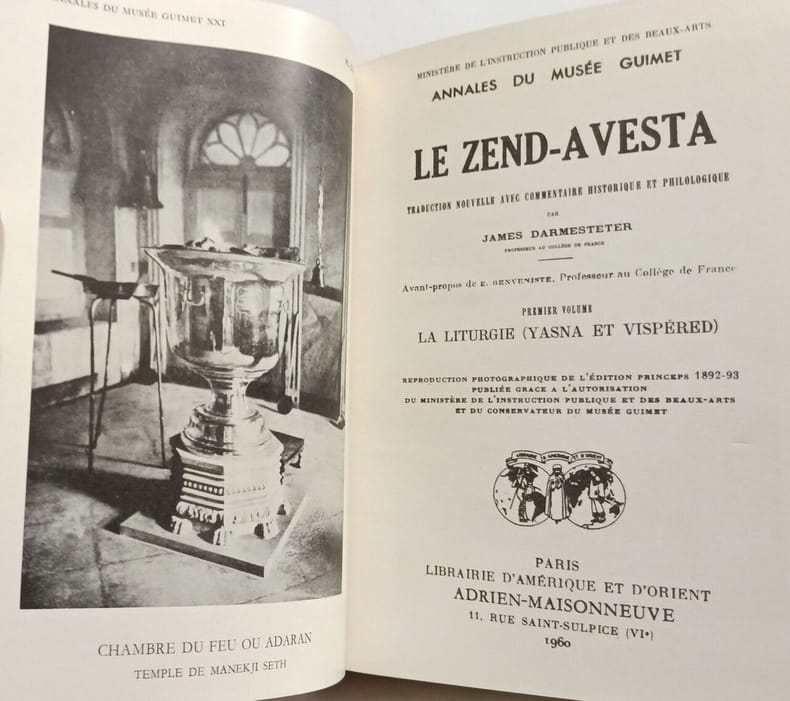 ANNALES DU MUSÉE GUIMET XXI
CHAMBRE DU FEU OU ADARAN
TEMPLE DE MANEKJI SETH
MINISTÈRE DE L'INSTRUCTION PUBLIQUE ET DES BEAUX-ARTS
ANNALES DU MUSÉE GUIMET
LE ZEND-AVESTA
TRADUCTION NOUVELLE AVEC COMMENTAIRE HISTORIQUE ET PHILOLOGIQUE
PAR
JAMES DARMESTETER
PROFESSEUR AU COLLÈGE DE FRANCE
Avant-propos de E. BENVENISTE, Professeur au Collège de France
PREMIER VOLUME
LA LITURGIE (YASNA ET VISPÉRED)
REPRODUCTION PHOTOGRAPHIQUE DE L'ÉDITION PRINCEPS 1892-93
PUBLIÉE GRACE A L'AUTORISATION
DU MINISTÈRE DE L'INSTRUCTION PUBLIQUE ET DES BEAUX-ARTS
ET DU CONSERVATEUR DU MUSÉE GUIMET
LIBRAIRIE D'AMÉRIQUE ET D'ORIENT
PARIS
LIBRAIRIE D'AMÉRIQUE ET D'ORIENT
ADRIEN-MAISONNEUVE
11, RUE SAINT-SULPICE (VIe)
1960